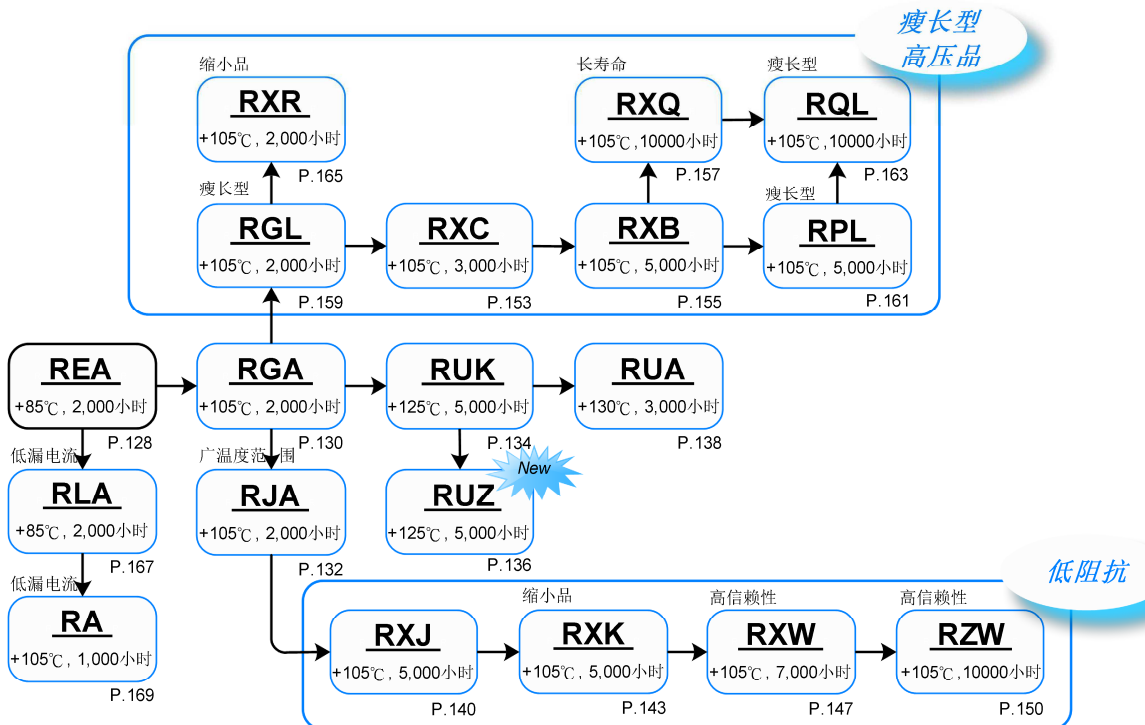 瘦长型
高压品
缩小品
RXR
+105℃, 2,000小时
P.165
长寿命
RXQ
+105℃,10000小时
P.157
瘦长型
RQL
+105℃,10000小时
P.163
瘦长型
RGL
+105℃, 2,000小时
P.159
RXC
+105℃, 3,000小时
P.153
RXB
+105℃, 5,000小时
P.155
瘦长型
RPL
+105℃, 5,000小时
P.161
REA
+85℃, 2,000小时
P.128
RGA
+105℃, 2,000小时
P.130
RUK
+125℃, 5,000小时
P.134
RUA
+130℃, 3,000小时
P.138
低漏电流
RLA
+85℃, 2,000小时
P.167
广温度范围
RJA
+105℃, 2,000小时
P.132
New
RUZ
+125℃, 5,000小时
P.136
低漏电流
RA
+105℃, 1,000小时
P.169
低阻抗
RXJ
+105℃, 5,000小时
P.140
缩小品
RXK
+105℃, 5,000小时
P.143
高信赖性
RXW
+105℃, 7,000小时
P.147
高信赖性
RZW
+105℃,10000小时
P.150